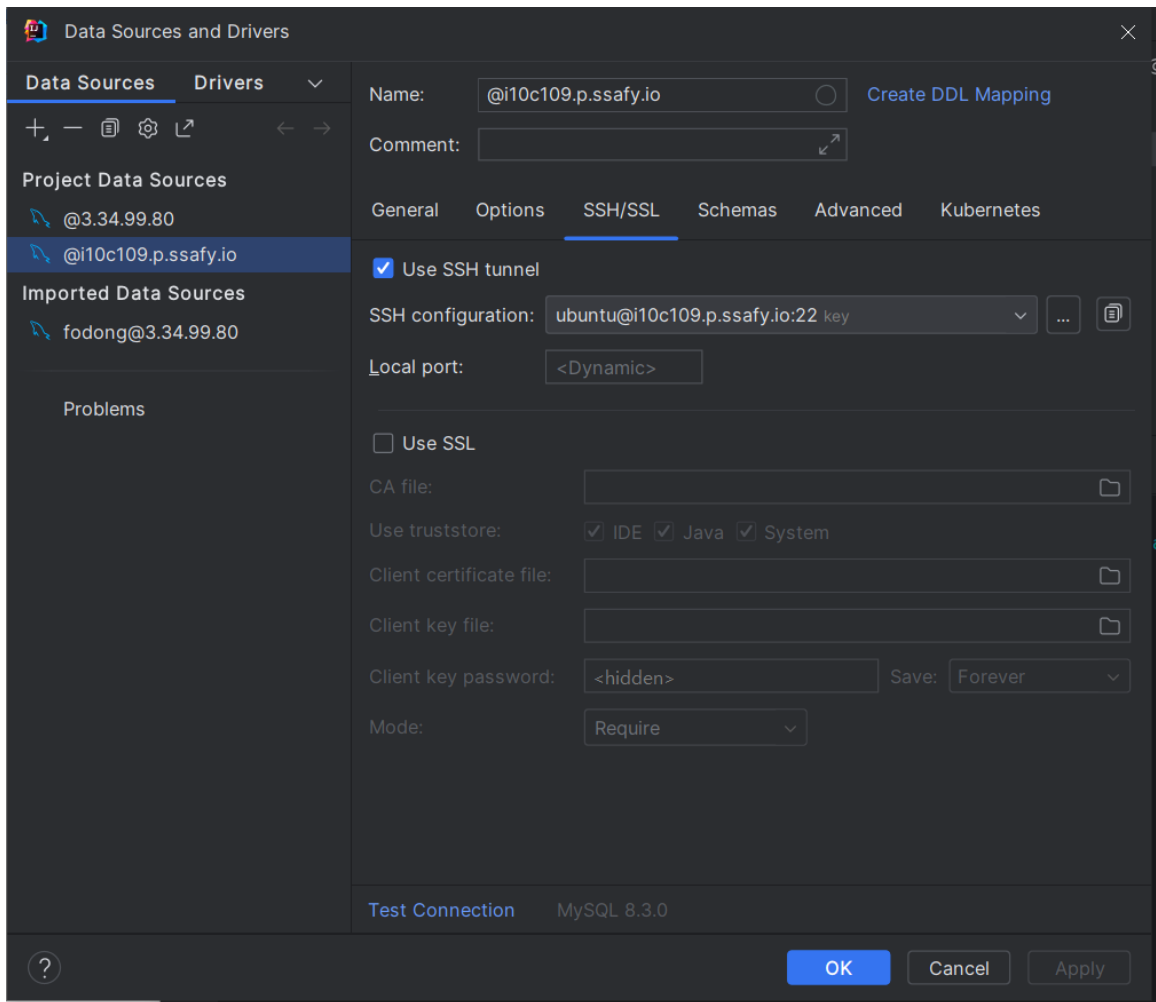 Data Sources and Drivers
Data Sources Drivers
Project Data Sources
@3.34.99.80
@i10c109.p.ssafy.io
Imported Data Sources
fodong@3.34.99.80
Problems
Name: @i10c109.p.ssafy.io Create DDL Mapping
Comment:
General Options SSH/SSL Schemas Advanced Kubernetes
Use SSH tunnel
SSH configuration: ubuntu@i10c109.p.ssafy.io:22 key ...
Local port: <Dynamic>
Use SSL
CA file:
Use truststore: IDE Java System
Client certificate file:
Client key file:
Client key password: <hidden> Save: Forever
Mode: Require
Test Connection MySQL 8.3.0
? OK Cancel Apply